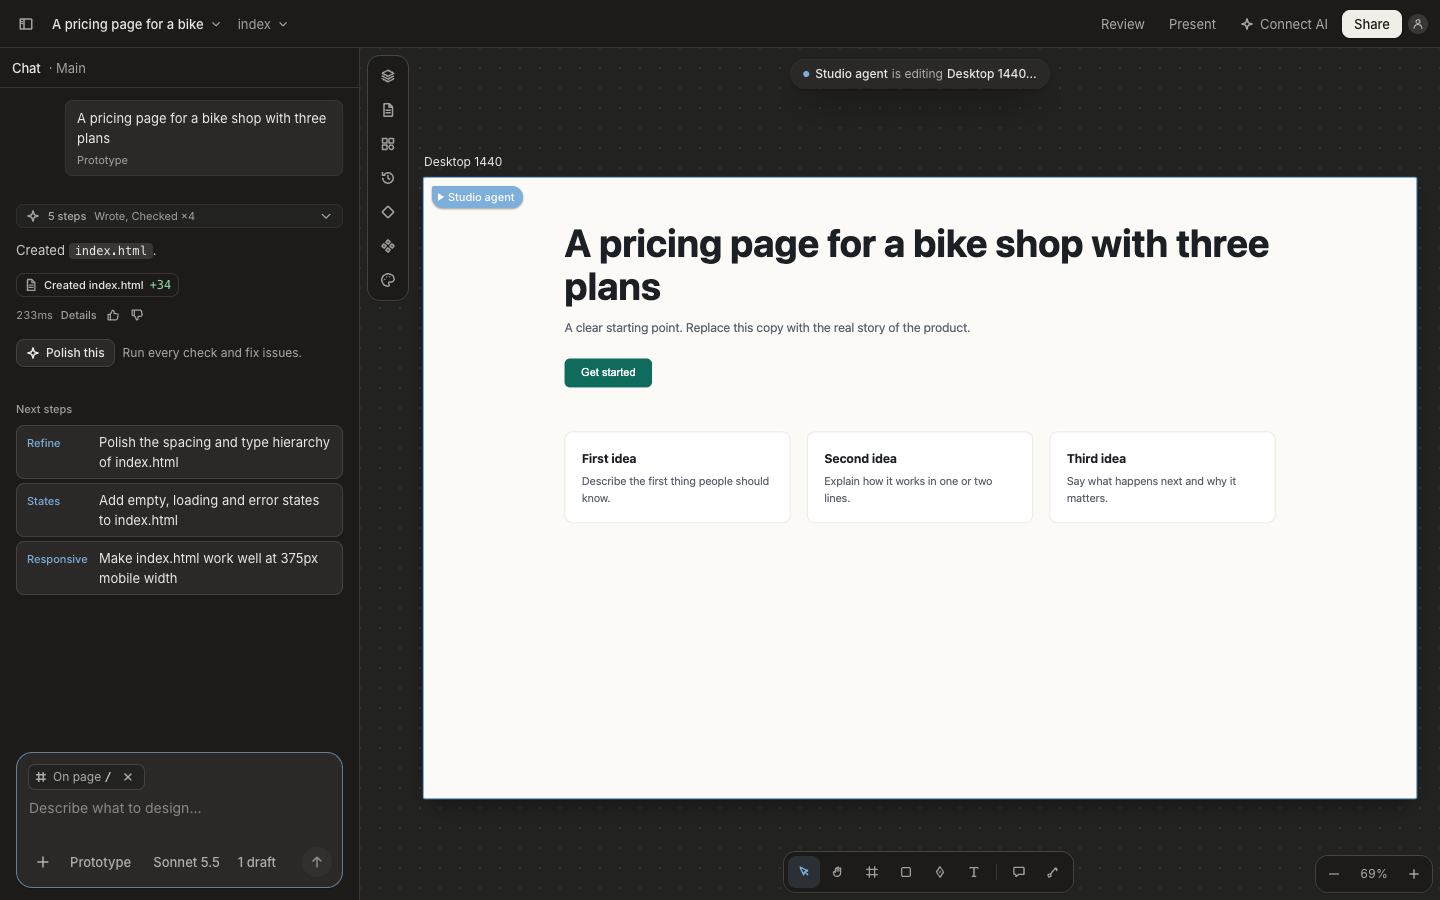 A pricing page for a bike
index
Review
Present
Connect AI
Share
Chat · Main
A pricing page for a bike shop with three
plans
Prototype
5 steps Wrote, Checked ×4
Created index.html.
Created index.html +34
233ms Details
Polish this Run every check and fix issues.
Next steps
Refine Polish the spacing and type hierarchy
of index.html
States Add empty, loading and error states
to index.html
Responsive Make index.html work well at 375px
mobile width
On page /
Describe what to design...
Prototype Sonnet 5.5 1 draft
Studio agent is editing Desktop 1440...
Desktop 1440
Studio agent
A pricing page for a bike shop with three
plans
A clear starting point. Replace this copy with the real story of the product.
Get started
First idea
Describe the first thing people should
know.
Second idea
Explain how it works in one or two
lines.
Third idea
Say what happens next and why it
matters.
69%